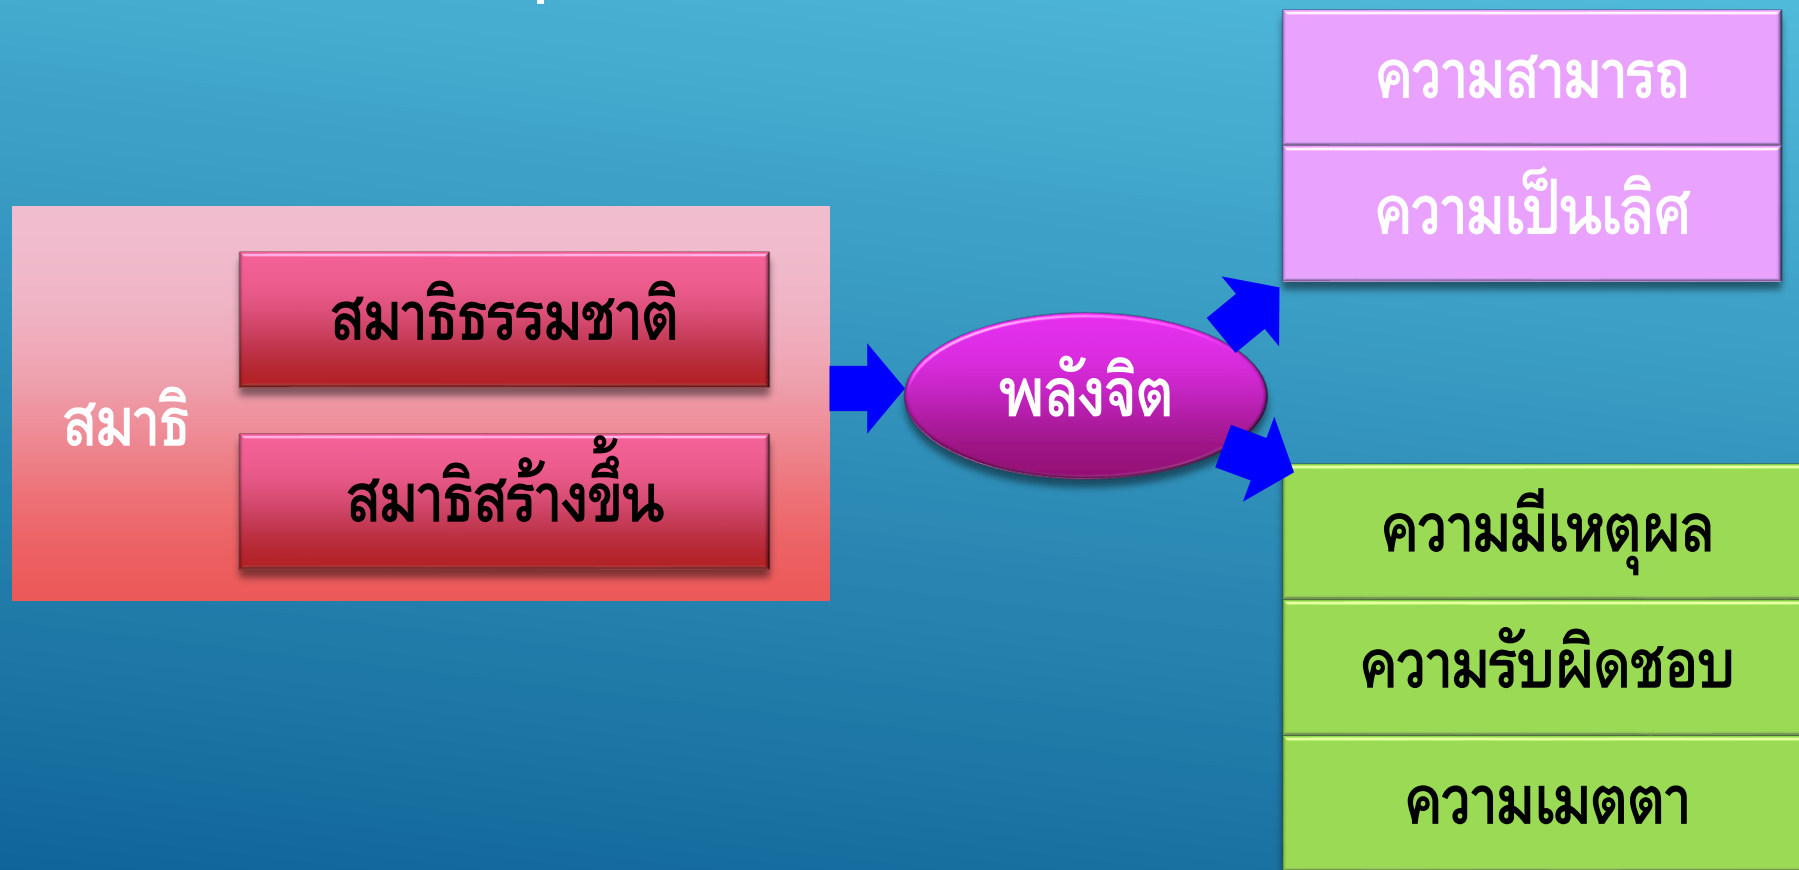 สมาธิ
สมาธิธรรมชาติ
สมาธิสร้างขึ้น
พลังจิต
ความสามารถ
ความเป็นเลิศ
ความมีเหตุผล
ความรับผิดชอบ
ความเมตตา